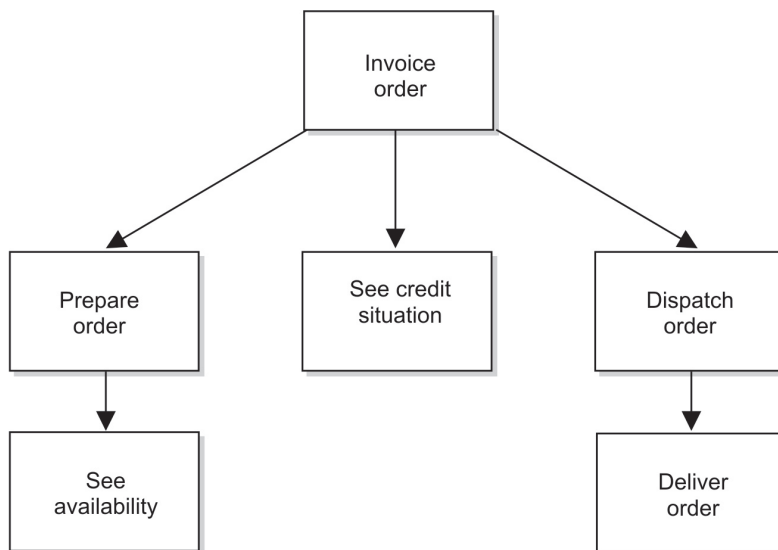 Invoice
order
Prepare
order
See credit
situation
Dispatch
order
See
availability
Deliver
order